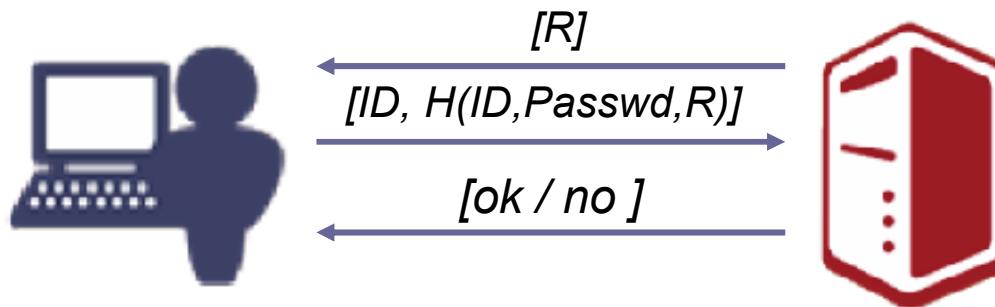 [R]
[ID, H(ID,Passwd,R)]
[ok / no ]